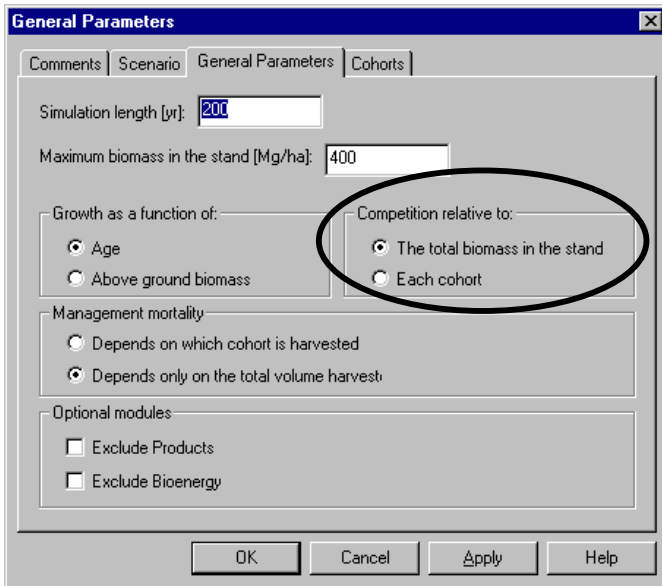 General Parameters
Comments Scenario General Parameters Cohorts
Simulation length [yr]: 200
Maximum biomass in the stand [Mg/ha]: 400
Growth as a function of:
Age
Above ground biomass
Competition relative to:
The total biomass in the stand
Each cohort
Management mortality
Depends on which cohort is harvested
Depends only on the total volume harveste
Optional modules
Exclude Products
Exclude Bioenergy
OK Cancel Apply Help